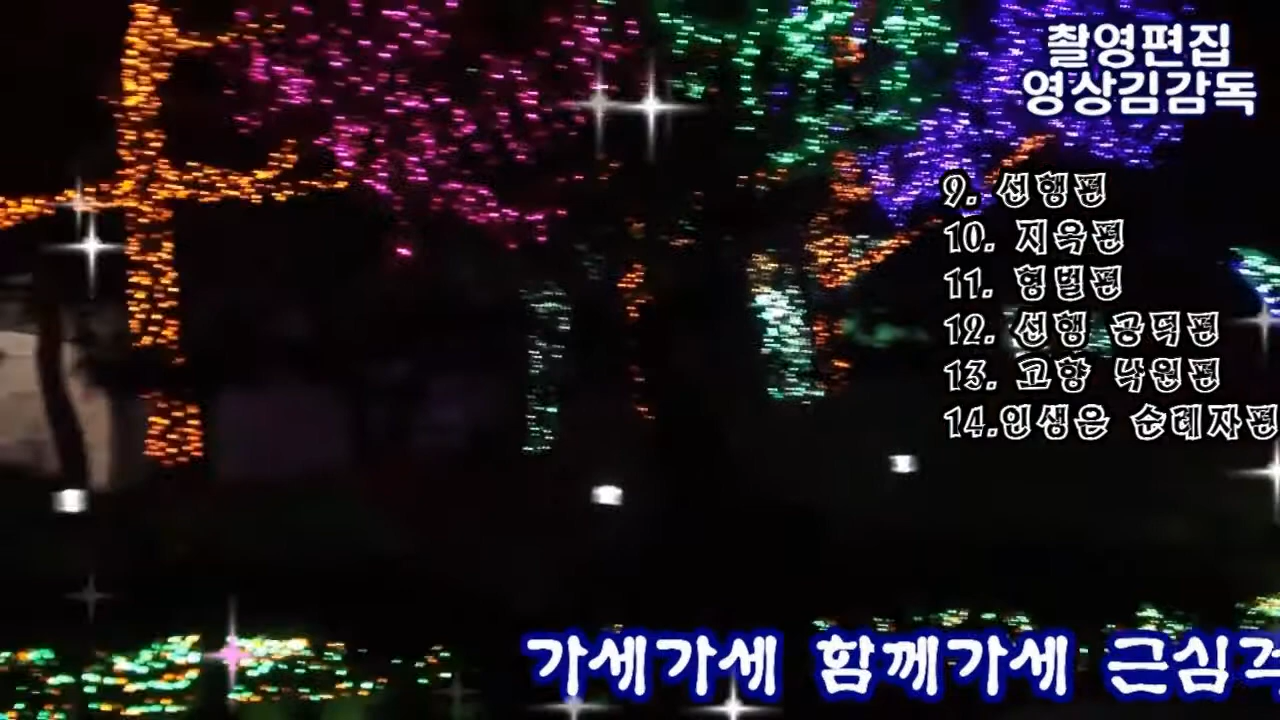 촬영편집
영상김감독
9. 선행편
10. 지옥편
11. 형벌편
12. 선행 공덕편
13. 고향 낙원편
14.인생은 순례자편
가세가세 함께가세 근심